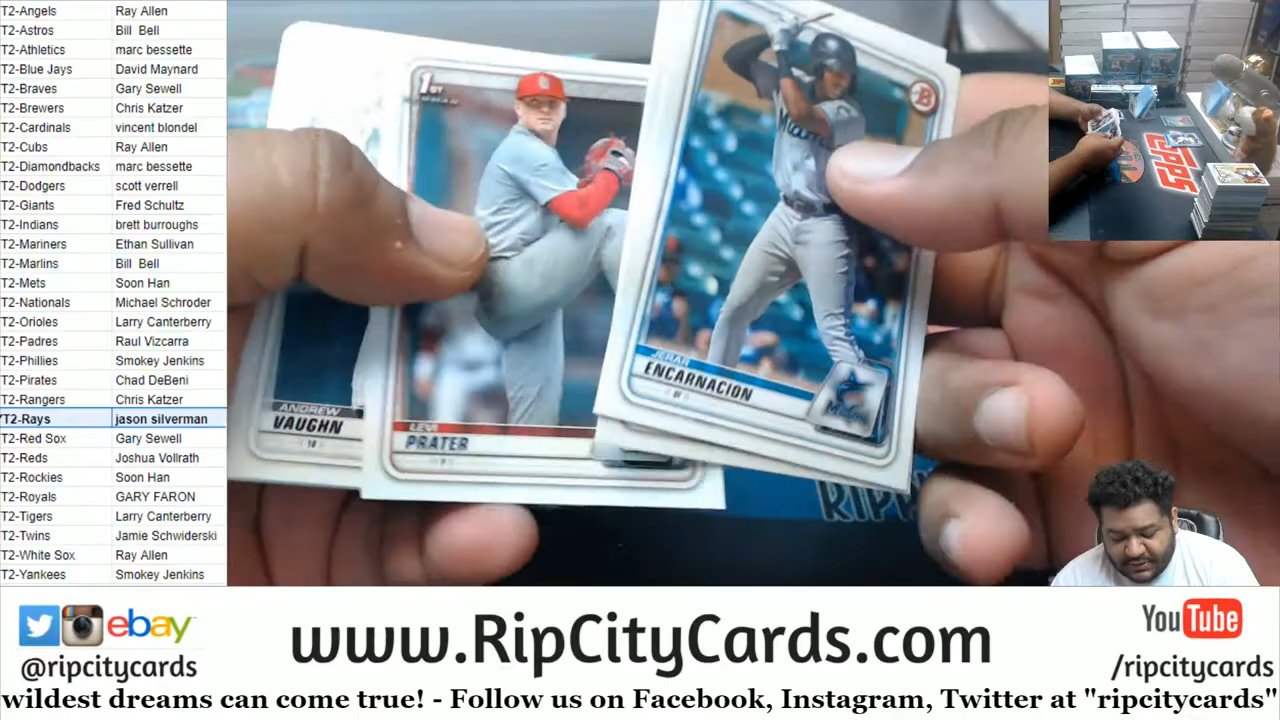 T2-Angels Ray Allen
T2-Astros Bill Bell
T2-Athletics marc bessette
T2-Blue Jays David Maynard
T2-Braves Gary Sewell
T2-Brewers Chris Katzer
T2-Cardinals vincent blondel
T2-Cubs Ray Allen
T2-Diamondbacks marc bessette
T2-Dodgers scott verrell
T2-Giants Fred Schultz
T2-Indians brett burroughs
T2-Mariners Ethan Sullivan
T2-Marlins Bill Bell
T2-Mets Soon Han
T2-Nationals Michael Schroder
T2-Orioles Larry Canterberry
T2-Padres Raul Vizcarra
T2-Phillies Smokey Jenkins
T2-Pirates Chad DeBeni
T2-Rangers Chris Katzer
T2-Rays jason silverman
T2-Red Sox Gary Sewell
T2-Reds Joshua Vollrath
T2-Rockies Soon Han
T2-Royals GARY FARON
T2-Tigers Larry Canterberry
T2-Twins Jamie Schwiderski
T2-White Sox Ray Allen
T2-Yankees Smokey Jenkins
ANDREW
VAUGHN
1ST
LEVI
PRATER
B
Miami
JERAR
ENCARNACION
OF
Miami
TOPPS
ebay
@ripcitycards
www.RipCityCards.com
YouTube
/ripcitycards
wildest dreams can come true! - Follow us on Facebook, Instagram, Twitter at "ripcitycards"